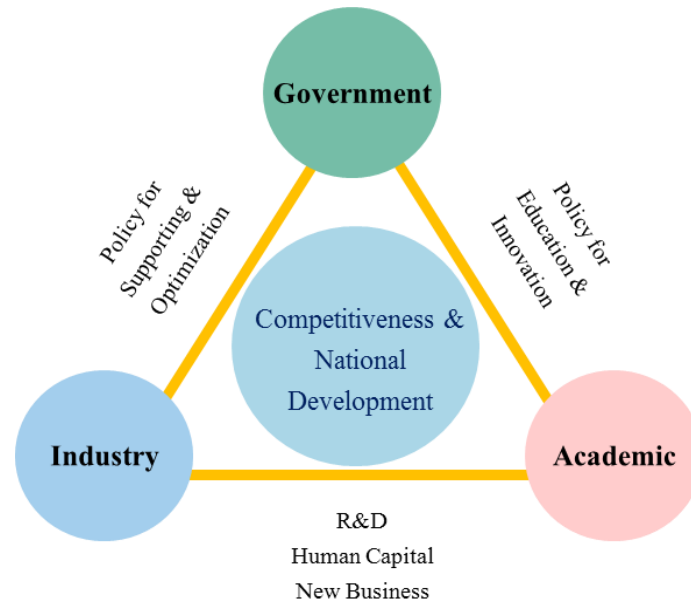 Government
Policy for
Supporting &
Optimization
Policy for
Education &
Innovation
Competitiveness &
National
Development
Industry
Academic
R&D
Human Capital
New Business